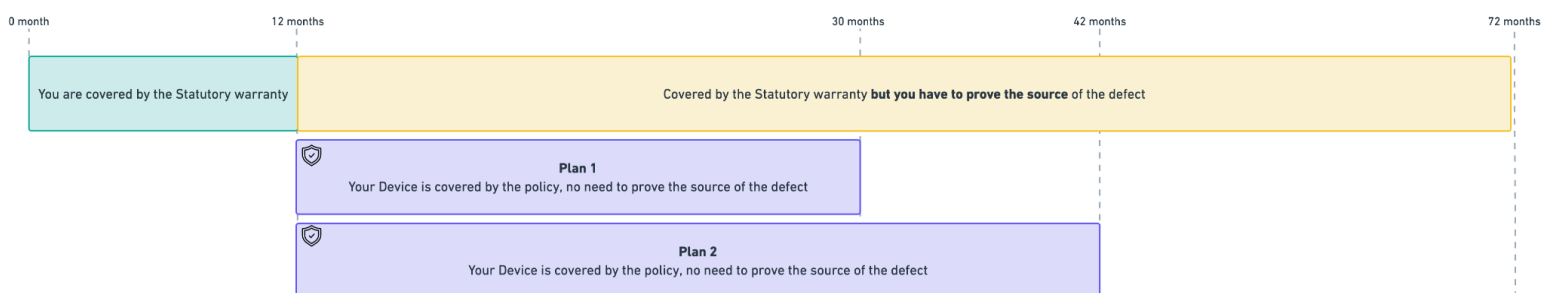 0 month
12 months
30 months
42 months
72 months
You are covered by the Statutory warranty
Covered by the Statutory warranty but you have to prove the source of the defect
Plan 1
Your Device is covered by the policy, no need to prove the source of the defect
Plan 2
Your Device is covered by the policy, no need to prove the source of the defect